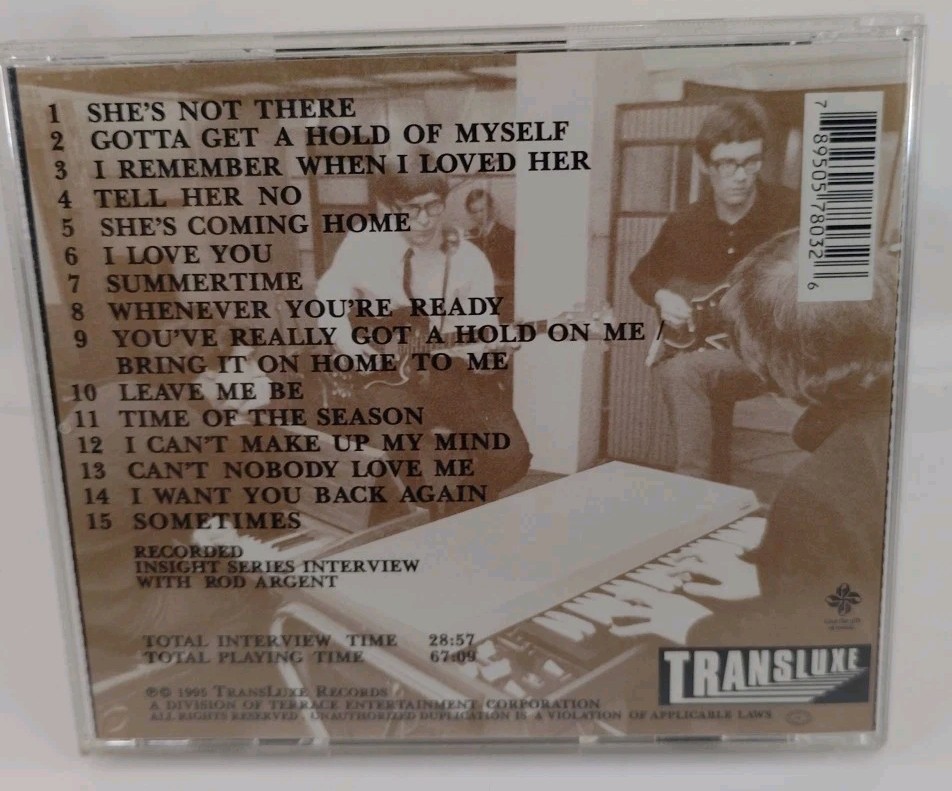 1 SHE'S NOT THERE
2 GOTTA GET A HOLD OF MYSELF
3 I REMEMBER WHEN I LOVED HER
4 TELL HER NO
5 SHE'S COMING HOME
6 I LOVE YOU
7 SUMMERTIME
8 WHENEVER YOU'RE READY
9 YOU'VE REALLY GOT A HOLD ON ME /
BRING IT ON HOME TO ME
10 LEAVE ME BE
11 TIME OF THE SEASON
12 I CAN'T MAKE UP MY MIND
13 CAN'T NOBODY LOVE ME
14 I WANT YOU BACK AGAIN
15 SOMETIMES
RECORDED
INSIGHT SERIES INTERVIEW
WITH ROD ARGENT
TOTAL INTERVIEW TIME 28:57
TOTAL PLAYING TIME 67:09
℗© 1995 TRANSLUXE RECORDS
A DIVISION OF TERRACE ENTERTAINMENT CORPORATION
ALL RIGHTS RESERVED. UNAUTHORIZED DUPLICATION IS A VIOLATION OF APPLICABLE LAWS
7 89505 78032 6
TRANSLUXE